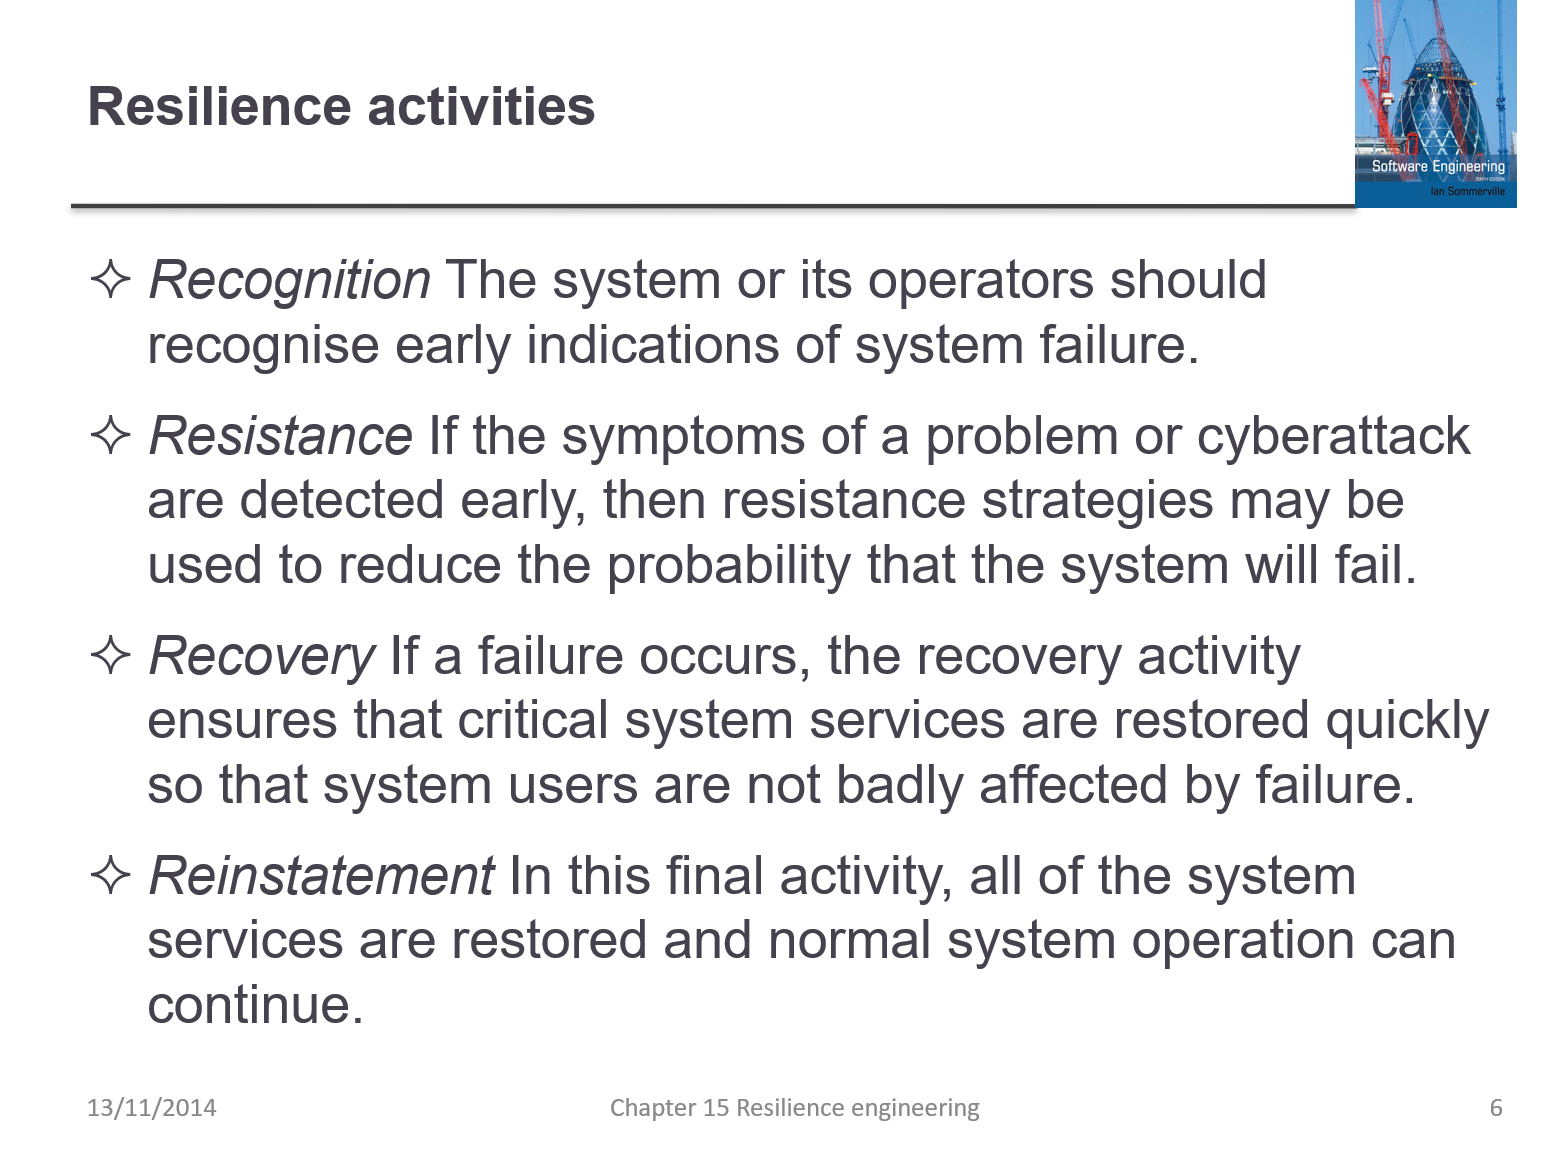 Resilience activities
Software Engineering
TENTH EDITION
Ian Sommerville
Recognition The system or its operators should
recognise early indications of system failure.
Resistance If the symptoms of a problem or cyberattack
are detected early, then resistance strategies may be
used to reduce the probability that the system will fail.
Recovery If a failure occurs, the recovery activity
ensures that critical system services are restored quickly
so that system users are not badly affected by failure.
Reinstatement In this final activity, all of the system
services are restored and normal system operation can
continue.
13/11/2014
Chapter 15 Resilience engineering
6